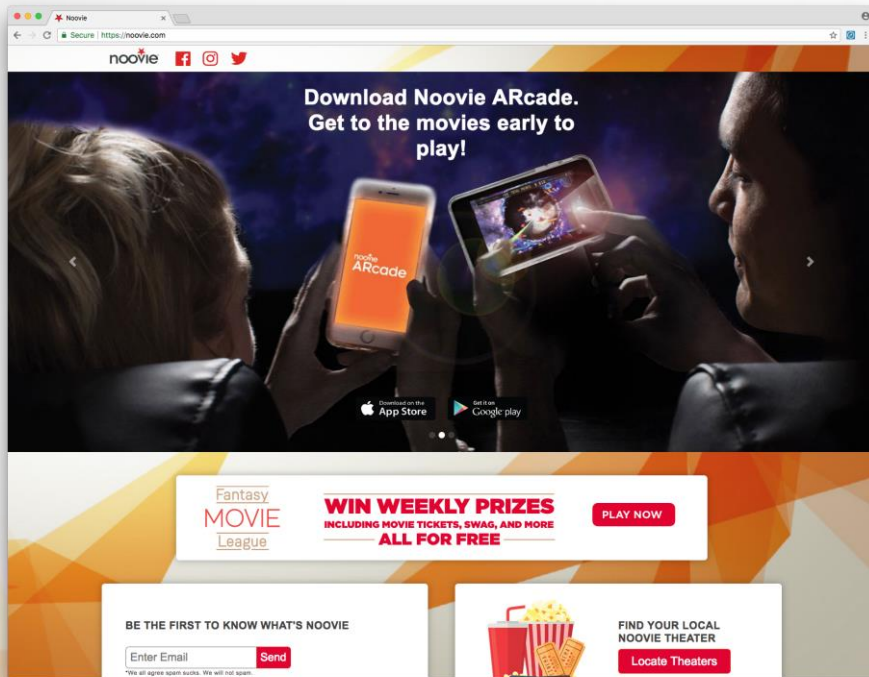 Noovie
Secure | https://noovie.com
noovie
Download Noovie ARcade.
Get to the movies early to
play!
noovie
ARcade
Download on the
App Store
Get it on
Google play
Fantasy
MOVIE
League
WIN WEEKLY PRIZES
INCLUDING MOVIE TICKETS, SWAG, AND MORE
ALL FOR FREE
PLAY NOW
BE THE FIRST TO KNOW WHAT'S NOOVIE
Enter Email
Send
*We all agree spam sucks. We will not spam.
FIND YOUR LOCAL
NOOVIE THEATER
Locate Theaters